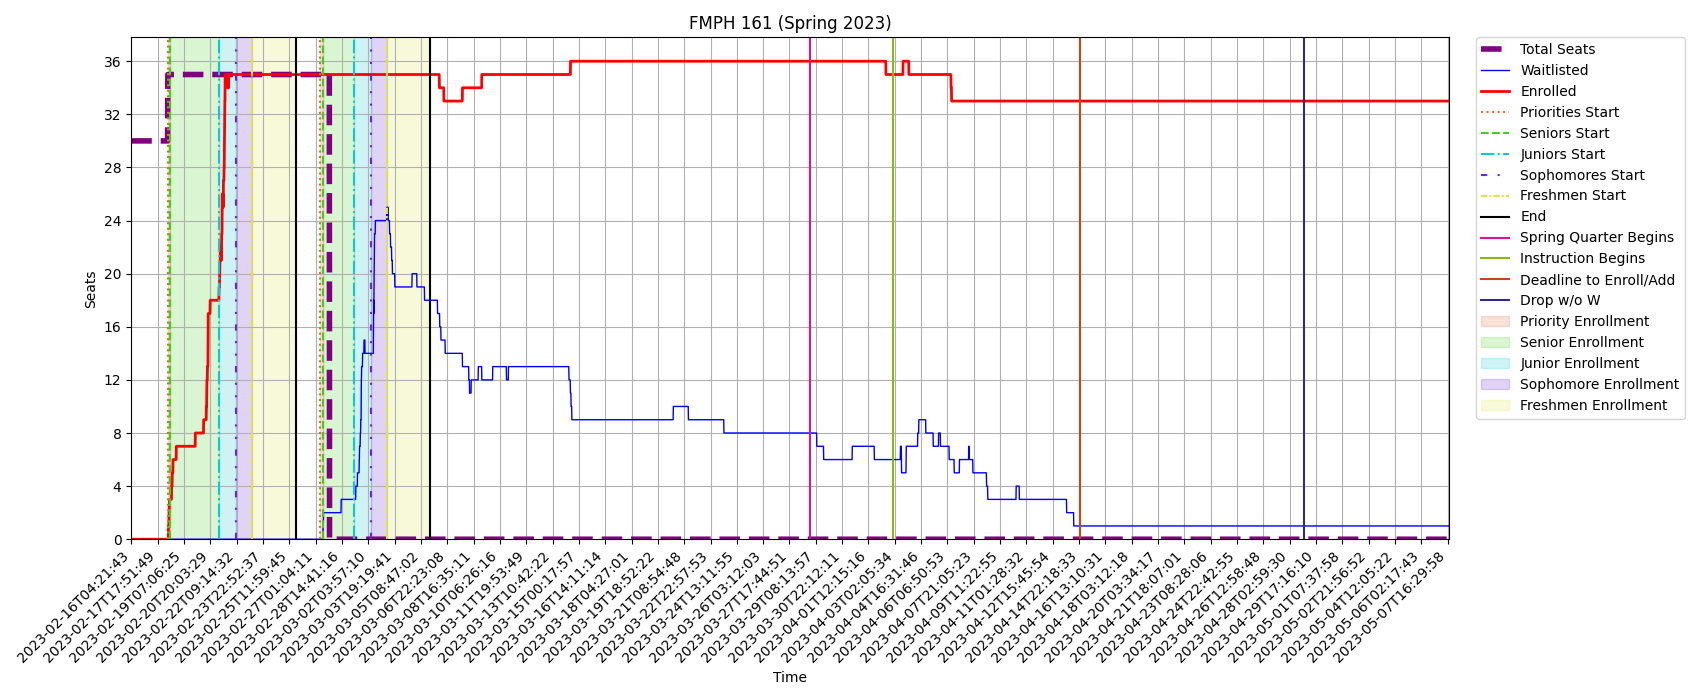 FMPH 161 (Spring 2023)
Seats
36
32
28
24
20
16
12
8
4
0
2023-02-16T04:21:43
2023-02-17T17:51:49
2023-02-19T07:06:25
2023-02-20T20:03:29
2023-02-22T09:14:32
2023-02-23T22:52:37
2023-02-25T11:59:45
2023-02-27T01:04:11
2023-02-28T14:41:16
2023-03-02T03:57:10
2023-03-03T19:19:41
2023-03-05T08:47:02
2023-03-06T22:23:08
2023-03-08T16:35:11
2023-03-10T06:26:16
2023-03-11T19:53:49
2023-03-13T10:42:22
2023-03-15T00:17:57
2023-03-16T14:11:14
2023-03-18T04:27:01
2023-03-19T18:52:22
2023-03-21T08:54:48
2023-03-22T22:57:53
2023-03-24T13:11:55
2023-03-26T03:12:03
2023-03-27T17:44:51
2023-03-29T08:13:57
2023-03-30T22:12:11
2023-04-01T12:15:16
2023-04-03T02:05:34
2023-04-04T16:31:46
2023-04-06T06:50:53
2023-04-07T21:05:23
2023-04-09T11:22:55
2023-04-11T01:28:32
2023-04-12T15:45:54
2023-04-14T22:18:33
2023-04-16T13:10:31
2023-04-18T03:12:18
2023-04-20T03:34:17
2023-04-21T18:07:01
2023-04-23T08:28:06
2023-04-24T22:42:55
2023-04-26T12:58:48
2023-04-28T02:59:30
2023-04-29T17:16:10
2023-05-01T07:37:58
2023-05-02T21:56:52
2023-05-04T12:05:22
2023-05-06T02:17:43
2023-05-07T16:29:58
Time
Total Seats
Waitlisted
Enrolled
Priorities Start
Seniors Start
Juniors Start
Sophomores Start
Freshmen Start
End
Spring Quarter Begins
Instruction Begins
Deadline to Enroll/Add
Drop w/o W
Priority Enrollment
Senior Enrollment
Junior Enrollment
Sophomore Enrollment
Freshmen Enrollment